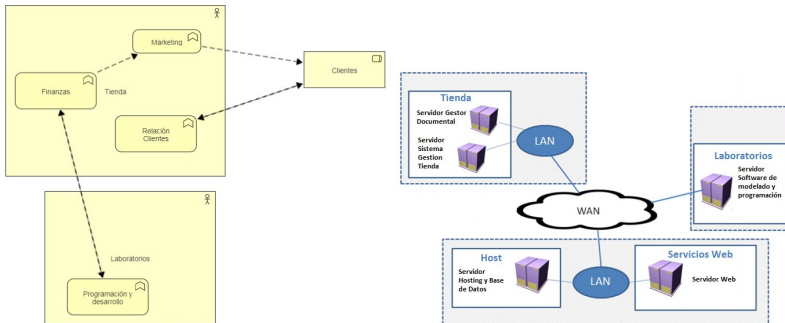 Marketing
Finanzas
Tienda
Relación
Clientes
Clientes
Laboratorios
Programación y
desarrollo
Tienda
Servidor Gestor
Documental
Servidor
Sistema
Gestion
Tienda
LAN
WAN
Laboratorios
Servidor
Software de
modelado y
programación
Host
Servidor
Hosting y Base
de Datos
LAN
Servicios Web
Servidor Web